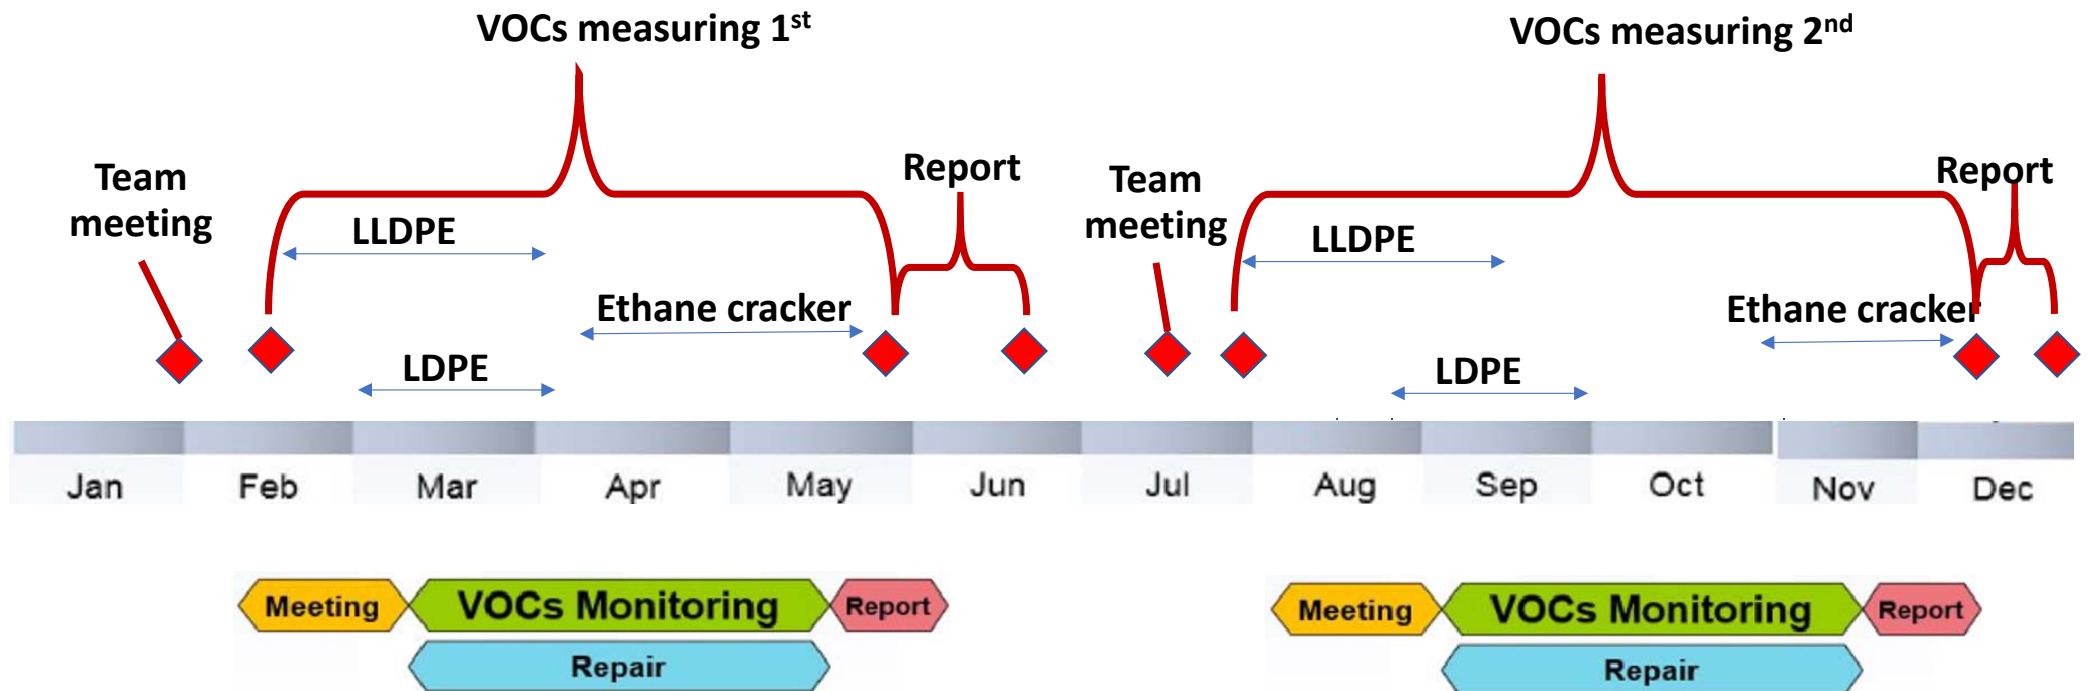 VOCs measuring 1st
VOCs measuring 2nd
Team
meeting
Report
Team
meeting
Report
LLDPE
LLDPE
Ethane cracker
Ethane cracker
LDPE
LDPE
Jan Feb Mar Apr May Jun Jul Aug Sep Oct Nov Dec
Meeting VOCs Monitoring Report
Repair
Meeting VOCs Monitoring Report
Repair